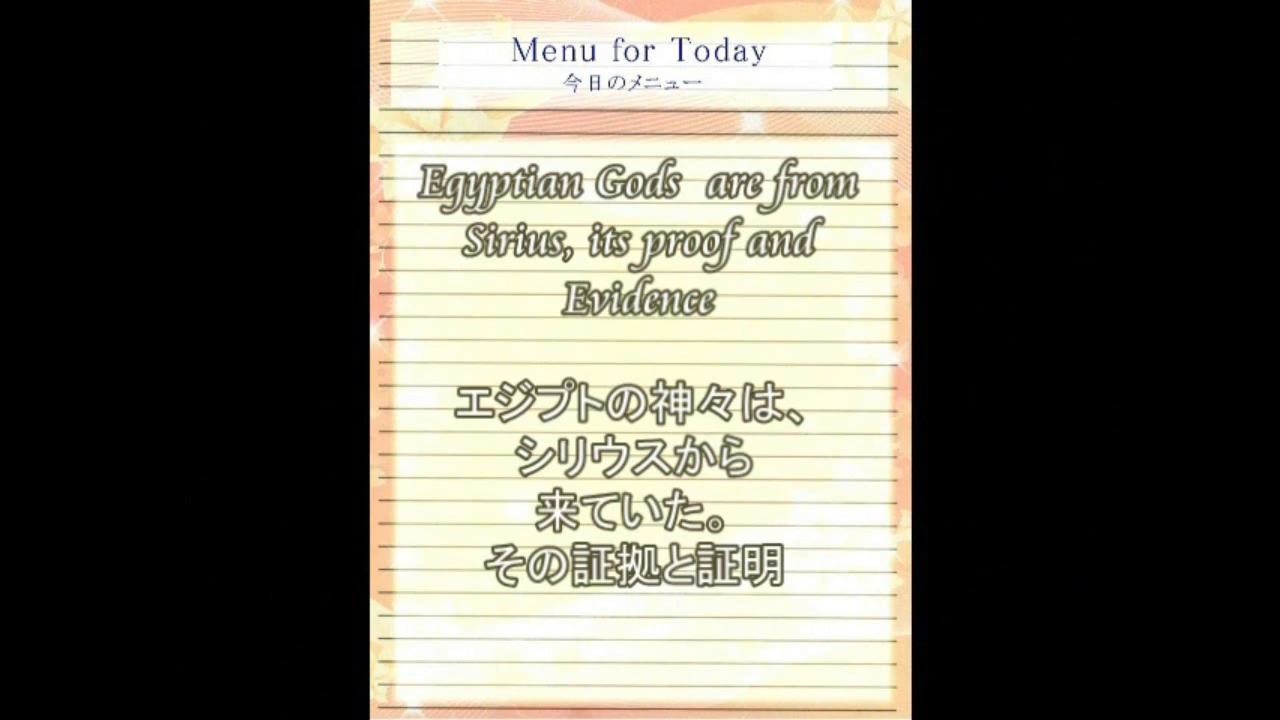 Menu for Today
今日のメニュー
Egyptian Gods are from
Sirius, its proof and
Evidence
エジプトの神々は、
シリウスから
来ていた。
その証拠と証明